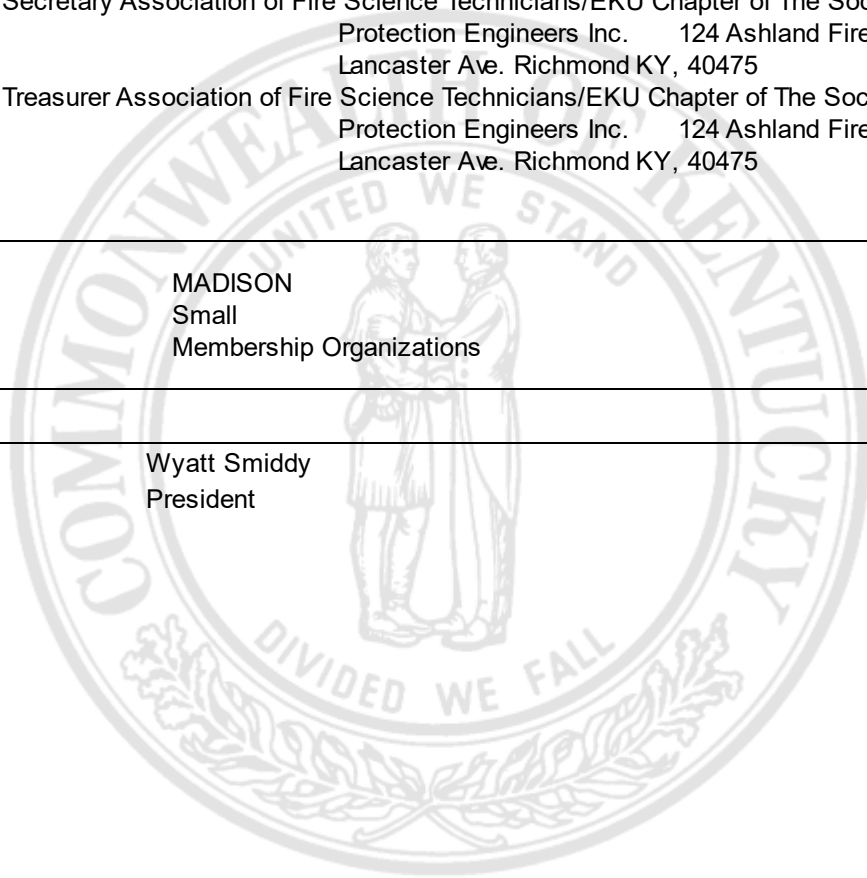 Secretary Association of Fire Science Technicians/EKU Chapter of The Soc
Protection Engineers Inc. 124 Ashland Fire
Lancaster Ave. Richmond KY, 40475
Treasurer Association of Fire Science Technicians/EKU Chapter of The Soc
Protection Engineers Inc. 124 Ashland Fire
Lancaster Ave. Richmond KY, 40475
MADISON
Small
Membership Organizations
Wyatt Smiddy
President
COMMONWEALTH OF KENTUCKY
UNITED WE STAND
DIVIDED WE FALL